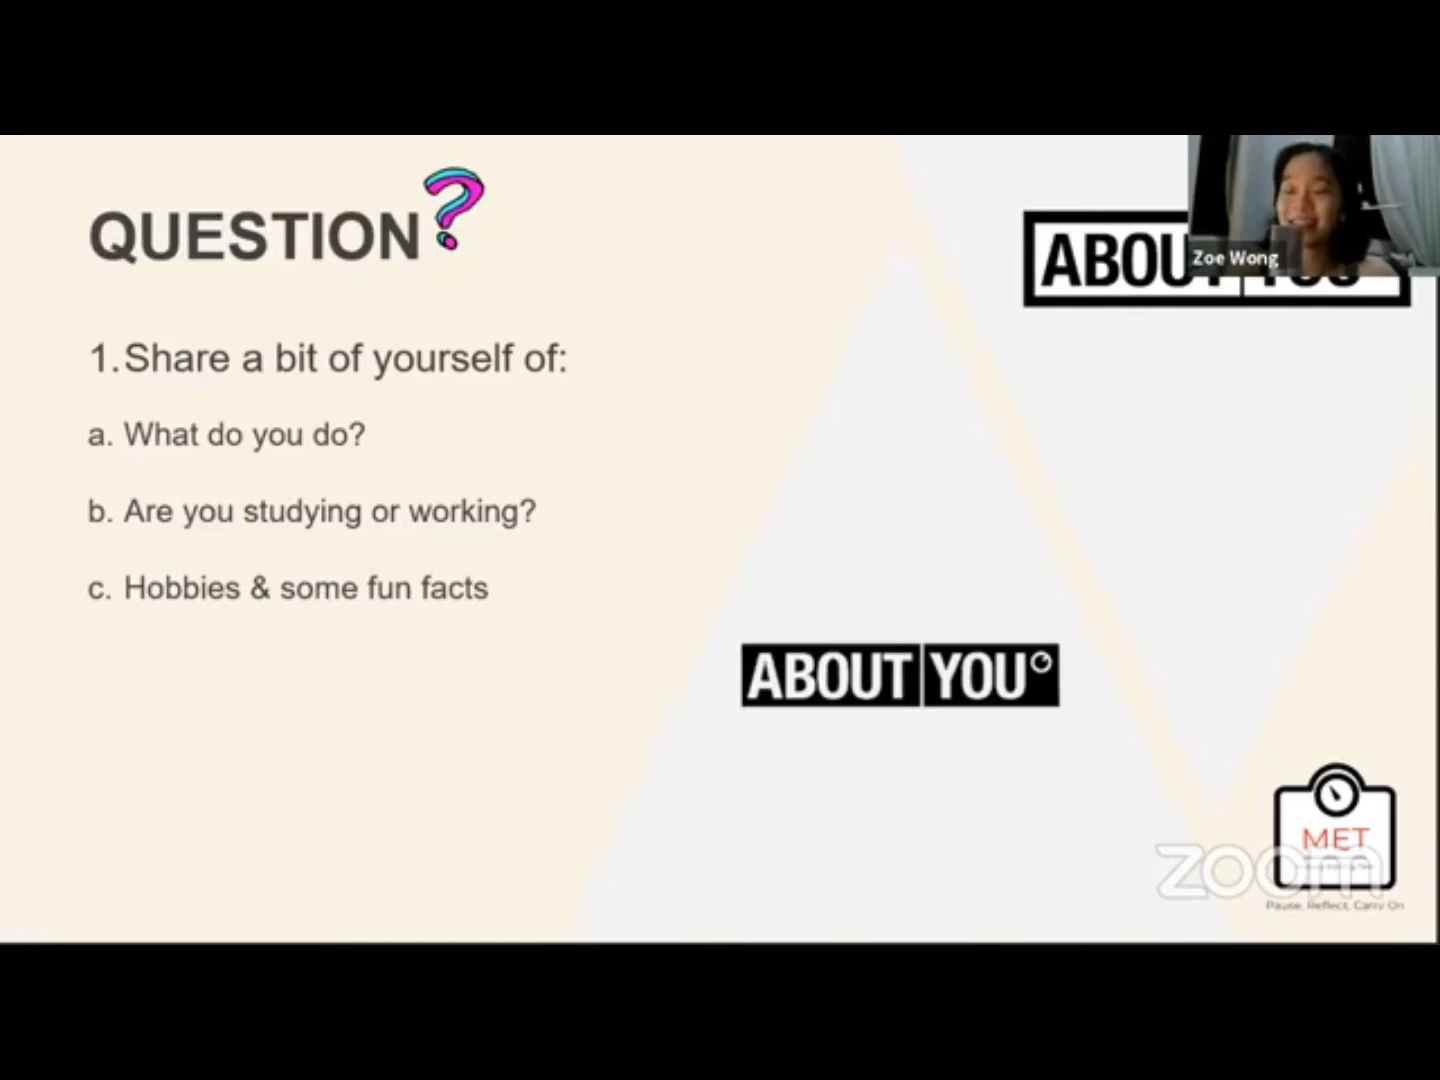 QUESTION?
ABOUT YOU
Zoe Wong
1. Share a bit of yourself of:
a. What do you do?
b. Are you studying or working?
c. Hobbies & some fun facts
ABOUT YOU
MET
zoom
Pause, Reflect, Carry On